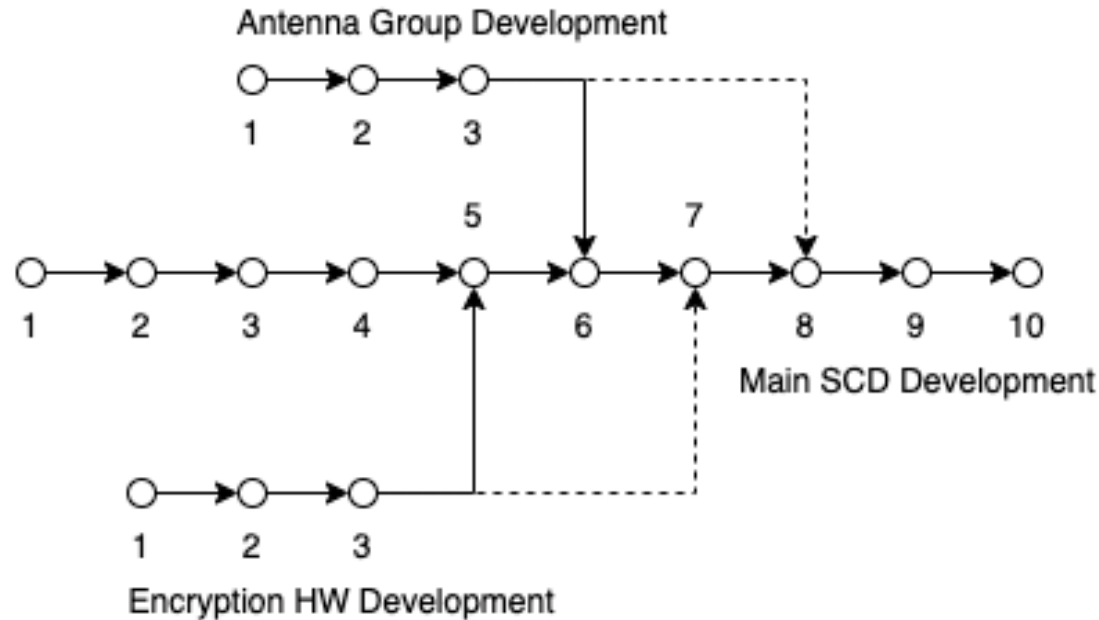 Antenna Group Development
1 2 3
5 7
1 2 3 4 6 8 9 10
Main SCD Development
1 2 3
Encryption HW Development